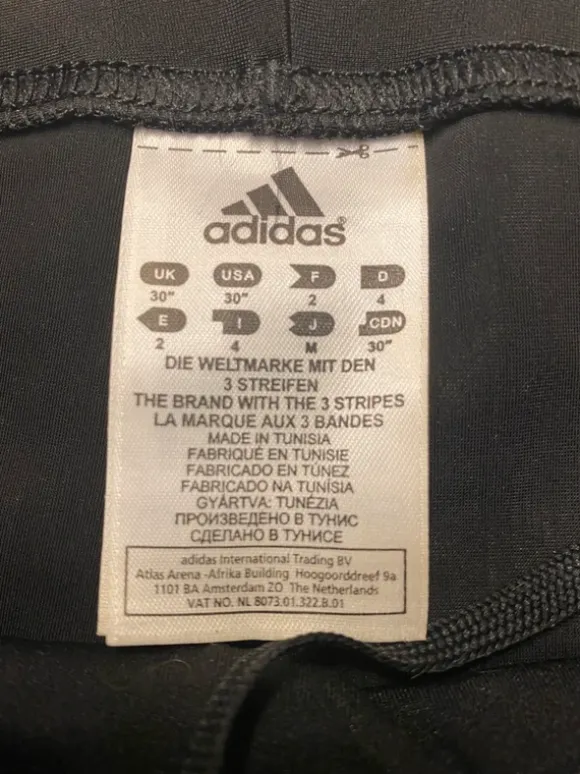 adidas®
UK USA F D
30" 30" 2 4
E I J CDN
2 4 M 30"
DIE WELTMARKE MIT DEN
3 STREIFEN
THE BRAND WITH THE 3 STRIPES
LA MARQUE AUX 3 BANDES
MADE IN TUNISIA
FABRIQUÉ EN TUNISIE
FABRICADO EN TÚNEZ
FABRICADO NA TUNÍSIA
GYÁRTVA: TUNÉZIA
ПРОИЗВЕДЕНО В ТУНИС
СДЕЛАНО В ТУНИСЕ
adidas International Trading BV
Atlas Arena -Afrika Building Hoogoorddreef 9a
1101 BA Amsterdam ZO The Netherlands
VAT NO. NL 8073.01.322.B.01